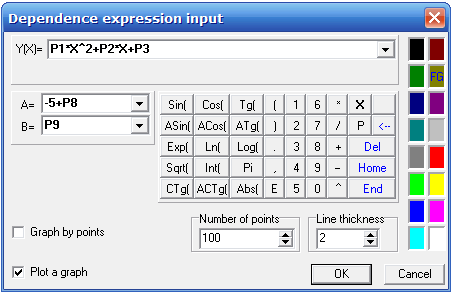 Dependence expression input
Y(X)= P1*X^2+P2*X+P3
A= -5+P8
B= P9
Sin( Cos( Tg( ( 1 6 * X
ASin( ACos( ATg( ) 2 7 / P <--
Exp( Ln( Log( . 3 8 + Del
Sqrt( Int( Pi , 4 9 - Home
CTg( ACTg( Abs( E 5 0 ^ End
FG
Graph by points
Number of points
100
Line thickness
2
Plot a graph
OK Cancel